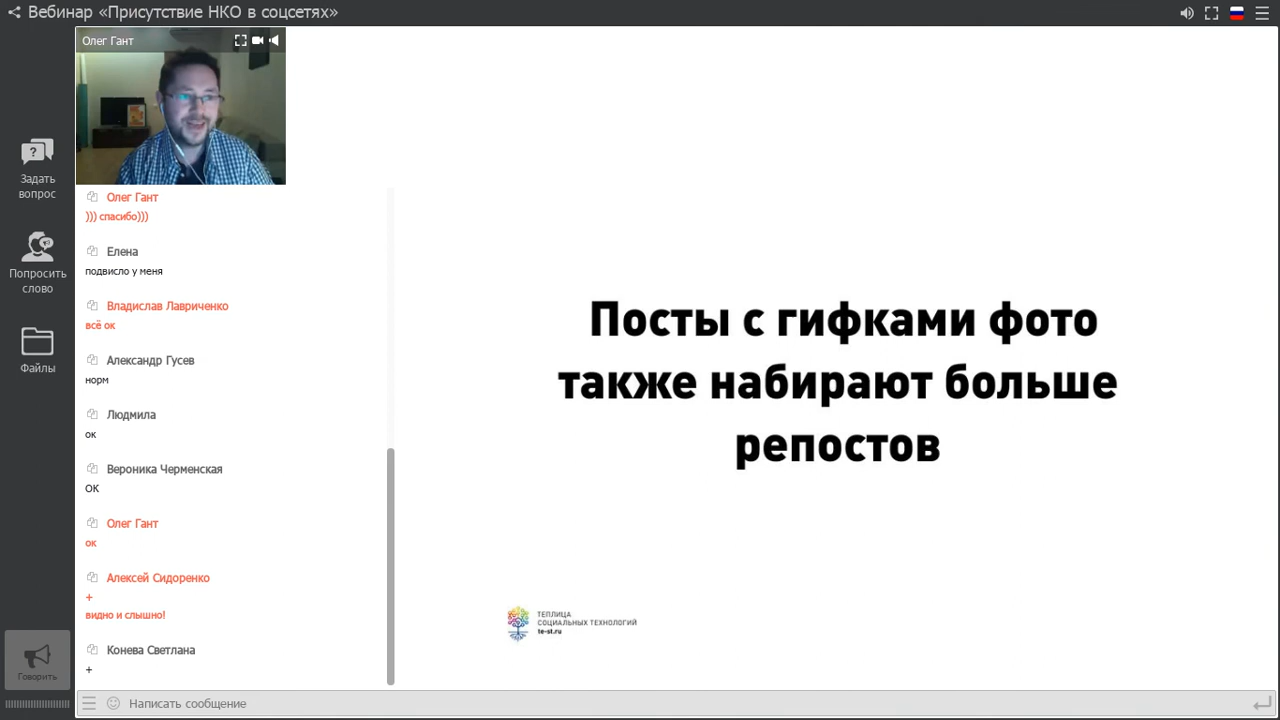 Вебинар «Присутствие НКО в соцсетях»
Олег Гант
Задать
вопрос
Попросить
слово
Файлы
Говорить
Олег Гант
))) спасибо)))
Елена
подвисло у меня
Владислав Лавриченко
всё ок
Александр Гусев
норм
Людмила
ок
Вероника Черменская
ОК
Олег Гант
ок
Алексей Сидоренко
+
видно и слышно!
Конева Светлана
+
Написать сообщение
Посты с гифками фото
также набирают больше
репостов
ТЕПЛИЦА
СОЦИАЛЬНЫХ ТЕХНОЛОГИЙ
te-st.ru